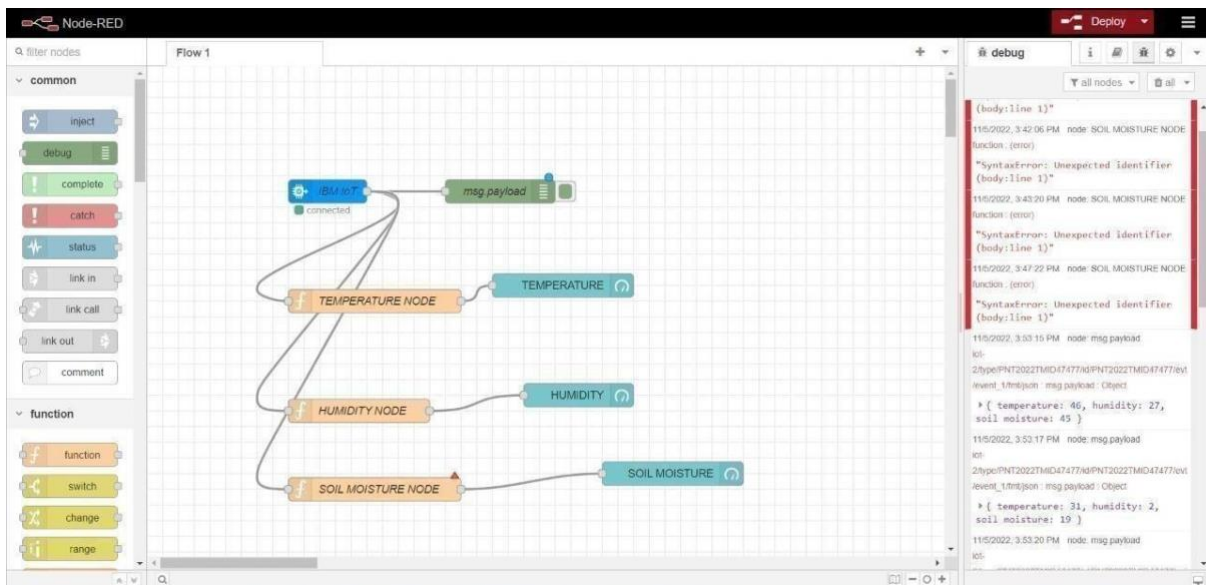 Node-RED
Deploy
filter nodes
common
inject
debug
complete
catch
status
link in
link call
link out
comment
function
function
switch
change
range
Flow 1
IBM IoT
connected
msg.payload
TEMPERATURE NODE
TEMPERATURE
HUMIDITY NODE
HUMIDITY
SOIL MOISTURE NODE
SOIL MOISTURE
debug
i
all nodes
all
(body:line 1)"
11/5/2022, 3:42:06 PM node: SOIL MOISTURE NODE
function : (error)
"SyntaxError: Unexpected identifier
(body:line 1)"
11/5/2022, 3:43:20 PM node: SOIL MOISTURE NODE
function : (error)
"SyntaxError: Unexpected identifier
(body:line 1)"
11/5/2022, 3:47:22 PM node: SOIL MOISTURE NODE
function : (error)
"SyntaxError: Unexpected identifier
(body:line 1)"
11/5/2022, 3:53:15 PM node: msg.payload
iot-
2/type/PNT2022TMID47477/id/PNT2022TMID47477/evt
/event_1/fmt/json : msg.payload : Object
{ temperature: 46, humidity: 27,
soil moisture: 45 }
11/5/2022, 3:53:17 PM node: msg.payload
iot-
2/type/PNT2022TMID47477/id/PNT2022TMID47477/evt
/event_1/fmt/json : msg.payload : Object
{ temperature: 31, humidity: 2,
soil moisture: 19 }
11/5/2022, 3:53:20 PM node: msg.payload
iot-